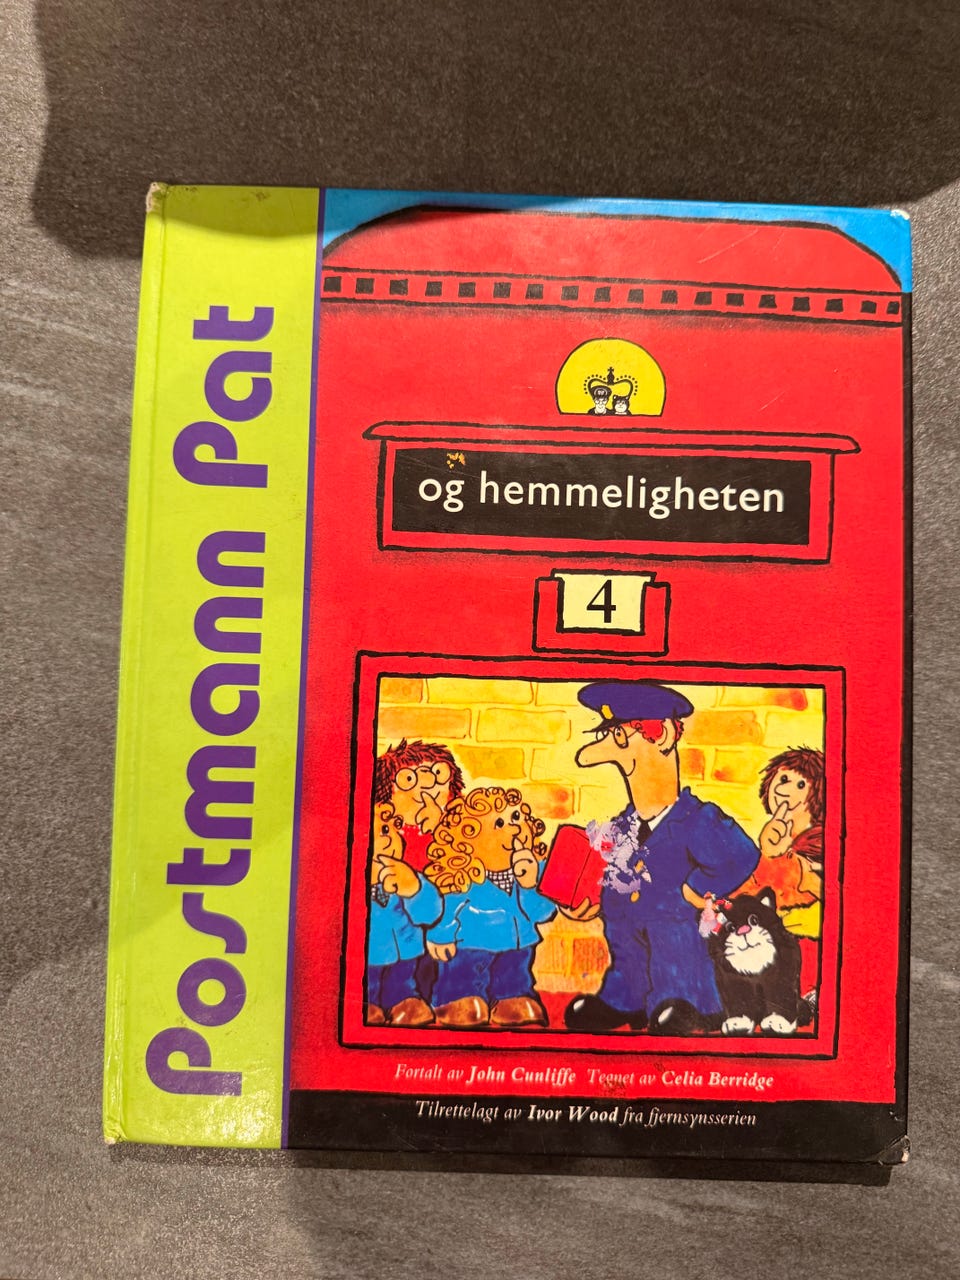 Postmann Pat
og hemmeligheten
4
Fortalt av John Cunliffe Tegnet av Celia Berridge
Tilrettelagt av Ivor Wood fra fjernsynsserien